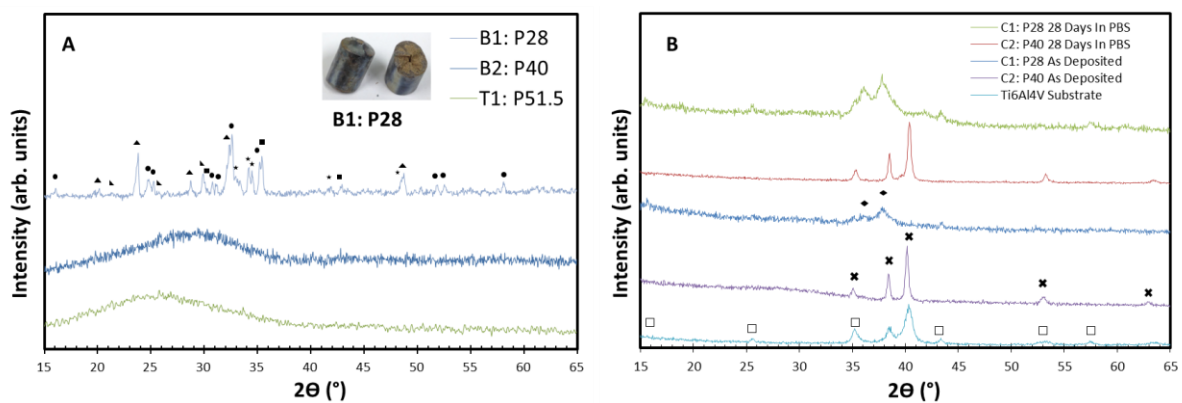 A
B1: P28
B2: P40
T1: P51.5
B1: P28
Intensity (arb. units)
15 20 25 30 35 40 45 50 55 60 65
2Ɵ (°)
B
C1: P28 28 Days In PBS
C2: P40 28 Days In PBS
C1: P28 As Deposited
C2: P40 As Deposited
Ti6Al4V Substrate
Intensity (arb. units)
15 20 25 30 35 40 45 50 55 60 65
2Ɵ (°)